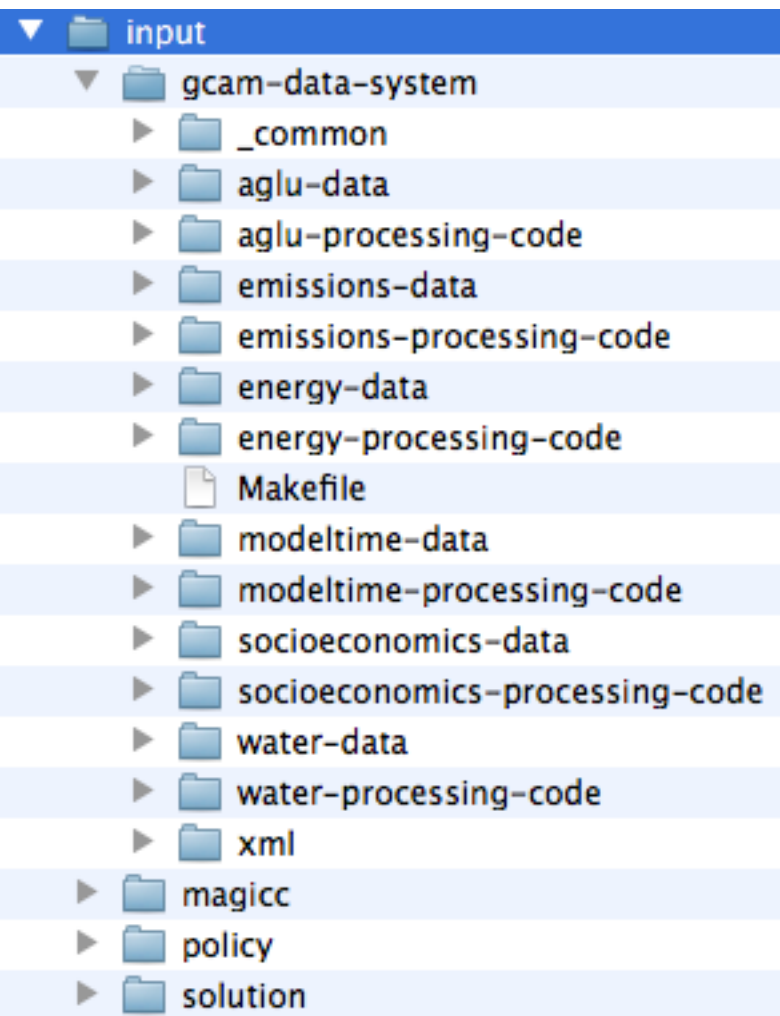 input
gcam-data-system
_common
aglu-data
aglu-processing-code
emissions-data
emissions-processing-code
energy-data
energy-processing-code
Makefile
modeltime-data
modeltime-processing-code
socioeconomics-data
socioeconomics-processing-code
water-data
water-processing-code
xml
magicc
policy
solution